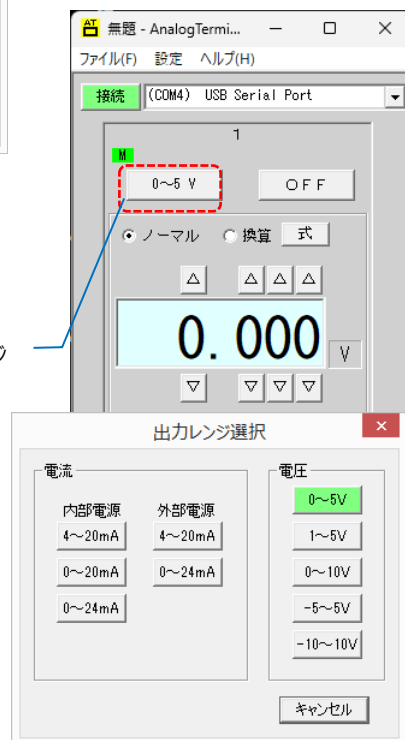 無題 - AnalogTermi...
ファイル(F) 設定 ヘルプ(H)
接続 (COM4) USB Serial Port
1
M
0～5 V OFF
ノーマル 換算 式
0.000 V
ジ
出力レンジ選択
電流 電圧
内部電源 外部電源 0～5V
4～20mA 4～20mA 1～5V
0～20mA 0～24mA 0～10V
0～24mA -5～5V
-10～10V
キャンセル